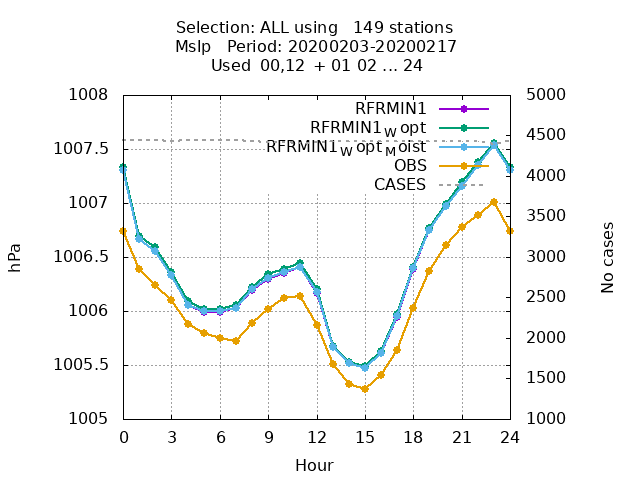 Selection: ALL using   149 stations
Mslp   Period: 20200203-20200217
Used  00,12  + 01 02 ... 24
1008
1007.5
1007
1006.5
1006
1005.5
1005
5000
4500
4000
3500
3000
2500
2000
1500
1000
0 3 6 9 12 15 18 21 24
hPa
No cases
Hour
RFRMIN1
RFRMIN1_W opt
RFRMIN1_W opt_M oist
OBS
CASES